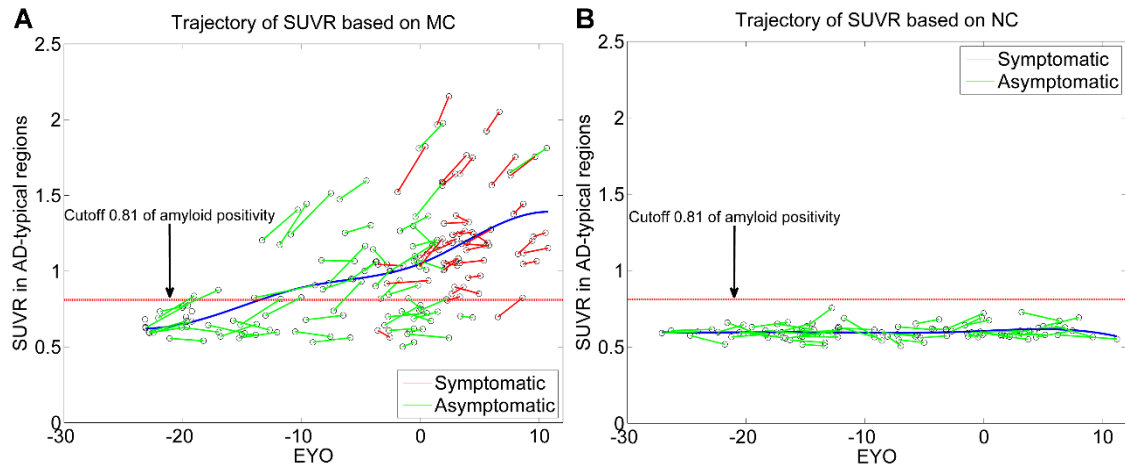 A
Trajectory of SUVR based on MC
2.5
2
1.5
1
0.5
0
SUVR in AD-typical regions
Cutoff 0.81 of amyloid positivity
Symptomatic
Asymptomatic
-30
-20
-10
0
10
EYO
B
Trajectory of SUVR based on NC
2.5
2
1.5
1
0.5
0
SUVR in AD-typical regions
Symptomatic
Asymptomatic
Cutoff 0.81 of amyloid positivity
-30
-20
-10
0
10
EYO